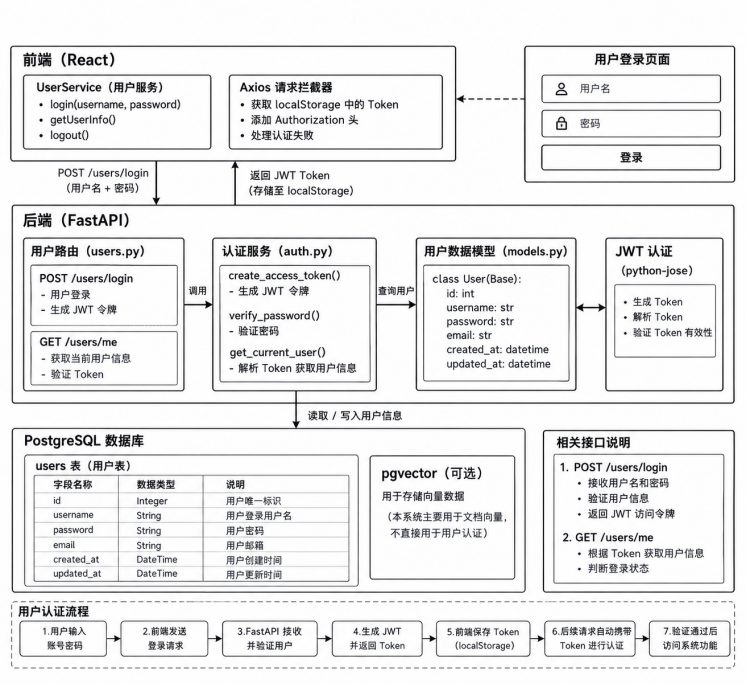 前端（React）
UserService（用户服务）
• login(username, password)
• getUserInfo()
• logout()
Axios 请求拦截器
• 获取 localStorage 中的 Token
• 添加 Authorization 头
• 处理认证失败
用户登录页面
用户名
密码
登录
POST /users/login
（用户名 + 密码）
返回 JWT Token
（存储至 localStorage）
后端（FastAPI）
用户路由（users.py）
POST /users/login
- 用户登录
- 生成 JWT 令牌
GET /users/me
- 获取当前用户信息
- 验证 Token
调用
认证服务（auth.py）
create_access_token()
- 生成 JWT 令牌
verify_password()
- 验证密码
get_current_user()
- 解析 Token 获取用户信息
查询用户
用户数据模型（models.py）
class User(Base):
id: int
username: str
password: str
email: str
created_at: datetime
updated_at: datetime
JWT 认证
（python-jose）
• 生成 Token
• 解析 Token
• 验证 Token 有效性
读取 / 写入用户信息
PostgreSQL 数据库
users 表（用户表）
字段名称 数据类型 说明
id Integer 用户唯一标识
username String 用户登录用户名
password String 用户密码
email String 用户邮箱
created_at DateTime 用户创建时间
updated_at DateTime 用户更新时间
pgvector（可选）
用于存储向量数据
（本系统主要用于文档向量，
不直接用于用户认证）
相关接口说明
1. POST /users/login
• 接收用户名和密码
• 验证用户信息
• 返回 JWT 访问令牌
2. GET /users/me
• 根据 Token 获取用户信息
• 判断登录状态
用户认证流程
1.用户输入
账号密码
2.前端发送
登录请求
3.FastAPI 接收
并验证用户
4.生成 JWT
并返回 Token
5.前端保存 Token
（localStorage）
6.后续请求自动携带
Token 进行认证
7.验证通过后
访问系统功能